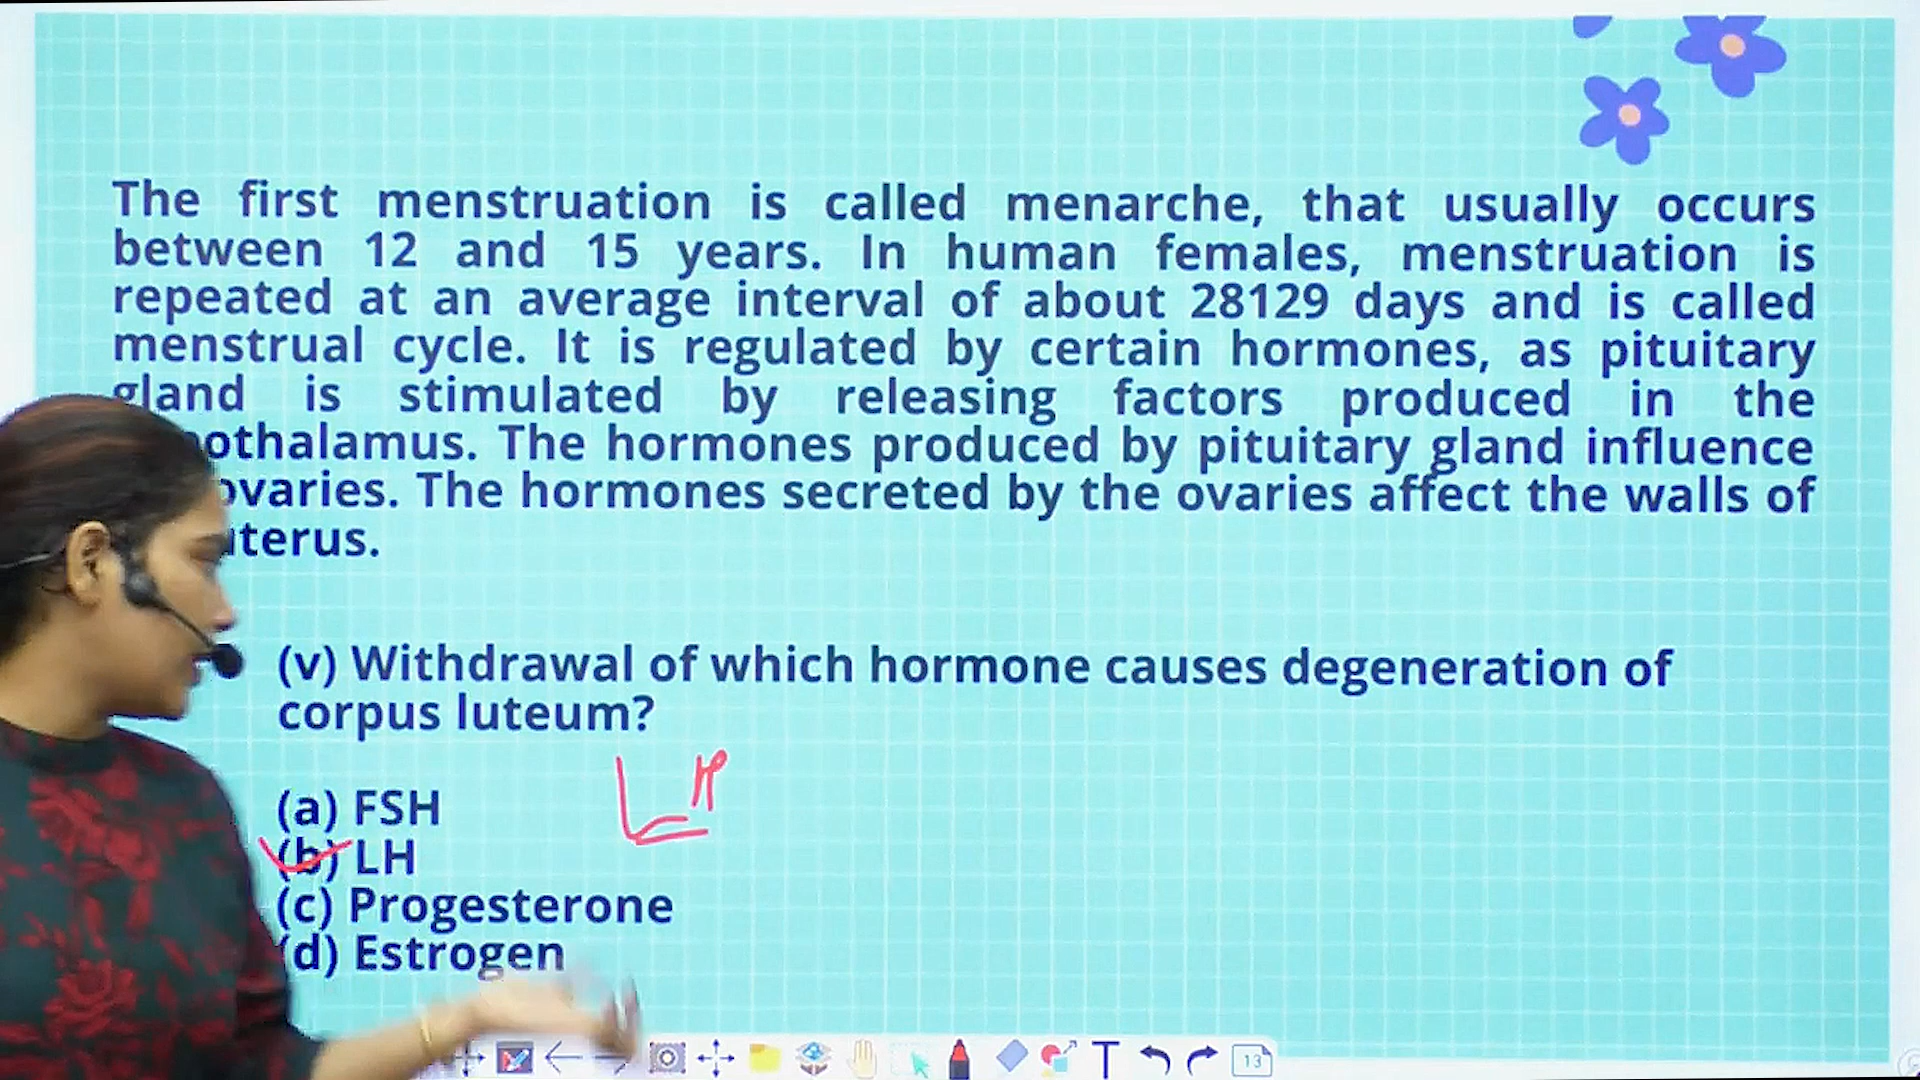 The first menstruation is called menarche, that usually occurs
between 12 and 15 years. In human females, menstruation is
repeated at an average interval of about 28129 days and is called
menstrual cycle. It is regulated by certain hormones, as pituitary
gland is stimulated by releasing factors produced in the
othalamus. The hormones produced by pituitary gland influence
ovaries. The hormones secreted by the ovaries affect the walls of
uterus.
(v) Withdrawal of which hormone causes degeneration of
corpus luteum?
(a) FSH
(b) LH
(c) Progesterone
(d) Estrogen
T
13